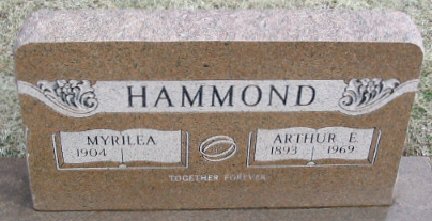 HAMMOND
MYRILEA
1904
ARTHUR E.
1893 1969
TOGETHER FOREVER